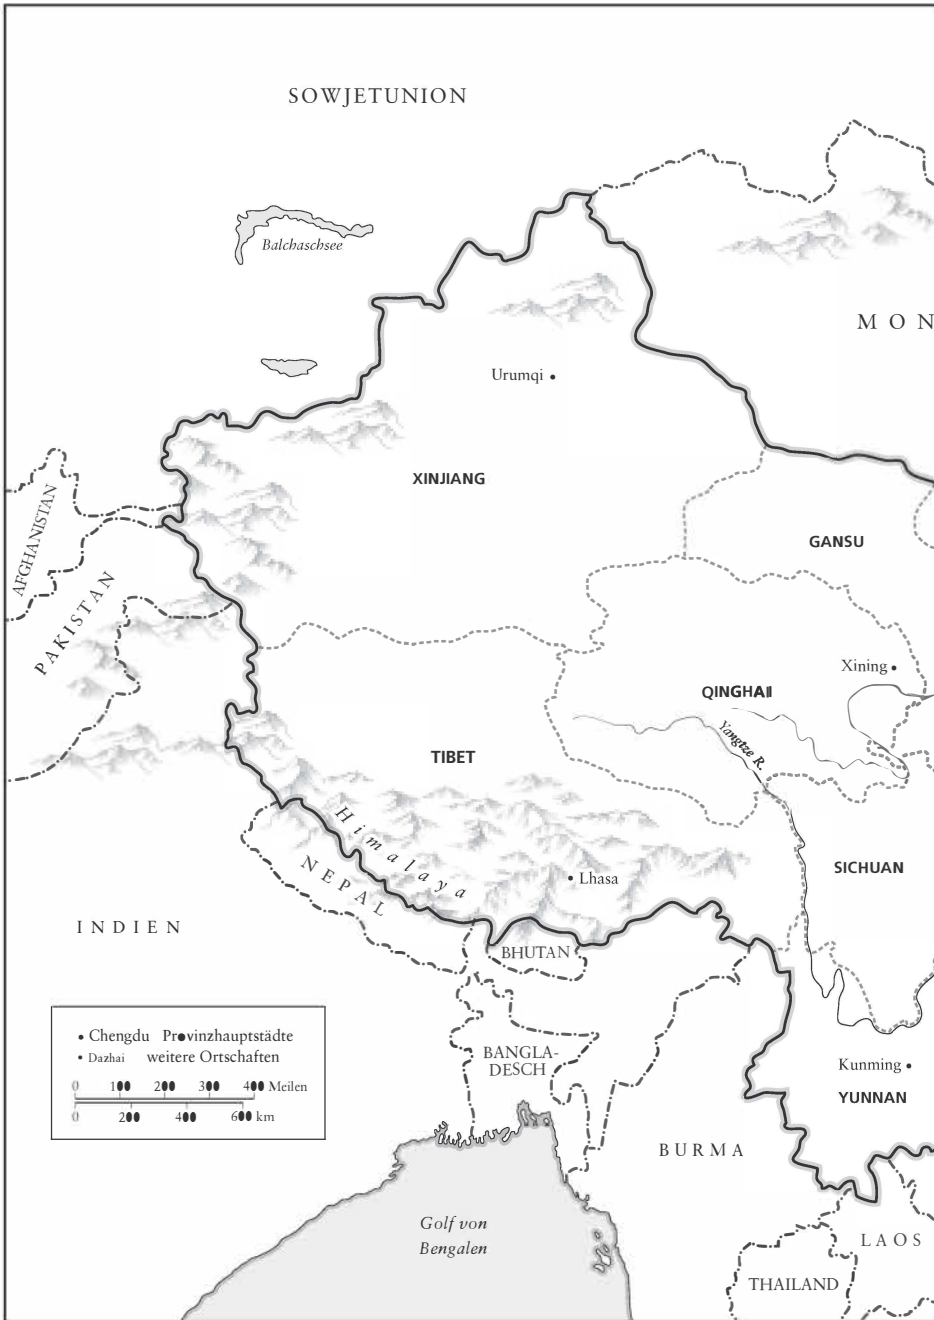 SOWJETUNION
Balchaschsee
MON
Urumqi
XINJIANG
AFGHANISTAN
GANSU
PAKISTAN
Xining
QINGHAI
Yangtze R.
TIBET
Himalaya
NEPAL
Lhasa
SICHUAN
INDIEN
BHUTAN
• Chengdu Provinzhauptstädte
• Dazhai weitere Ortschaften
0 100 200 300 400 Meilen
0 200 400 600 km
BANGLA-
DESCH
Kunming
YUNNAN
BURMA
Golf von
Bengalen
LAOS
THAILAND